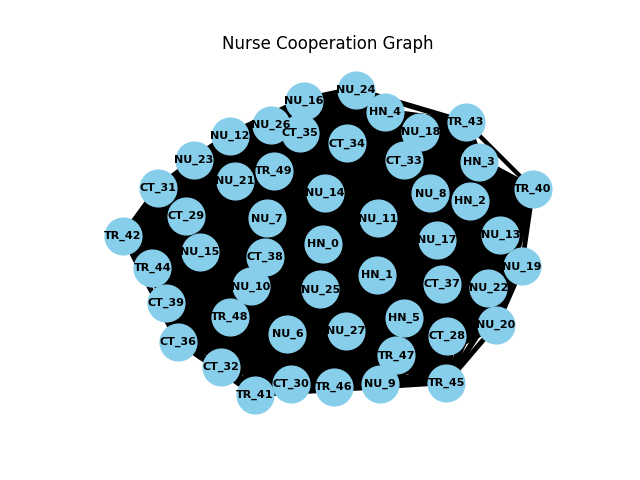 Nurse Cooperation Graph
NU_24
NU_16
HN_4
TR_43
NU_26
NU_18
CT_35
NU_12
CT_34
NU_23
CT_33
HN_3
TR_49
NU_21
CT_31
TR_40
NU_14
NU_8
HN_2
CT_29
NU_7
NU_11
TR_42
NU_13
NU_17
HN_0
NU_15
CT_38
TR_44
NU_19
HN_1
CT_37
NU_10
NU_22
NU_25
CT_39
TR_48
HN_5
NU_20
NU_6
NU_27
CT_28
CT_36
TR_47
CT_32
TR_45
CT_30
NU_9
TR_46
TR_41